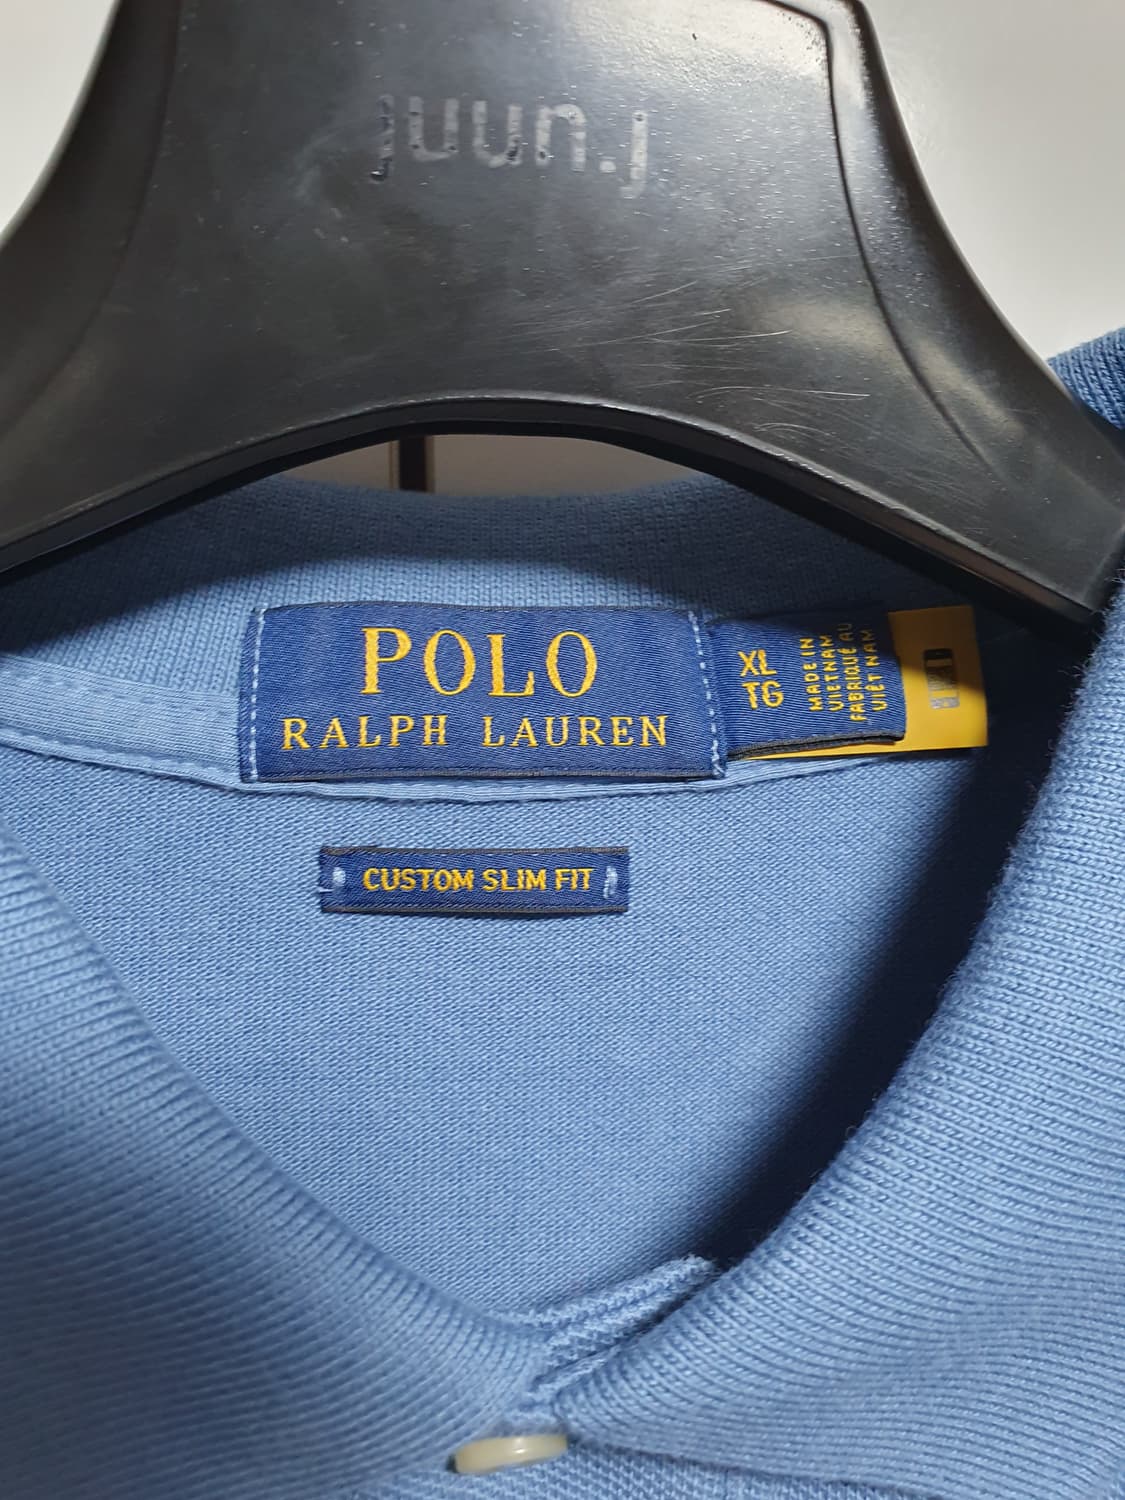 juun.j
POLO
RALPH LAUREN
XL
TG
MADE IN
VIETNAM
FABRIQUÉ AU
VIÊT NAM
CUSTOM SLIM FIT